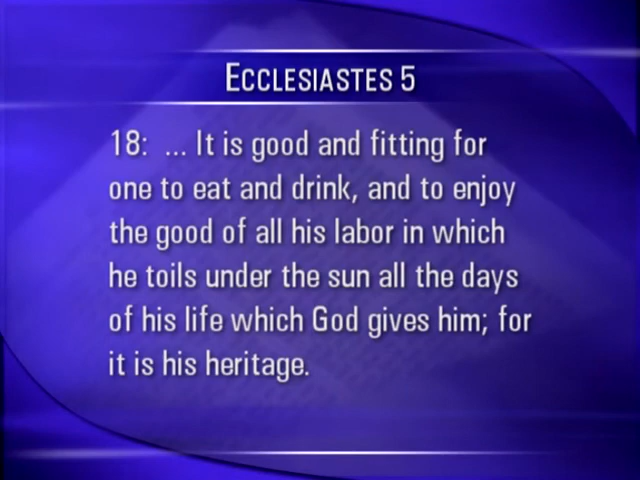 ECCLESIASTES 5
18: ... It is good and fitting for
one to eat and drink, and to enjoy
the good of all his labor in which
he toils under the sun all the days
of his life which God gives him; for
it is his heritage.